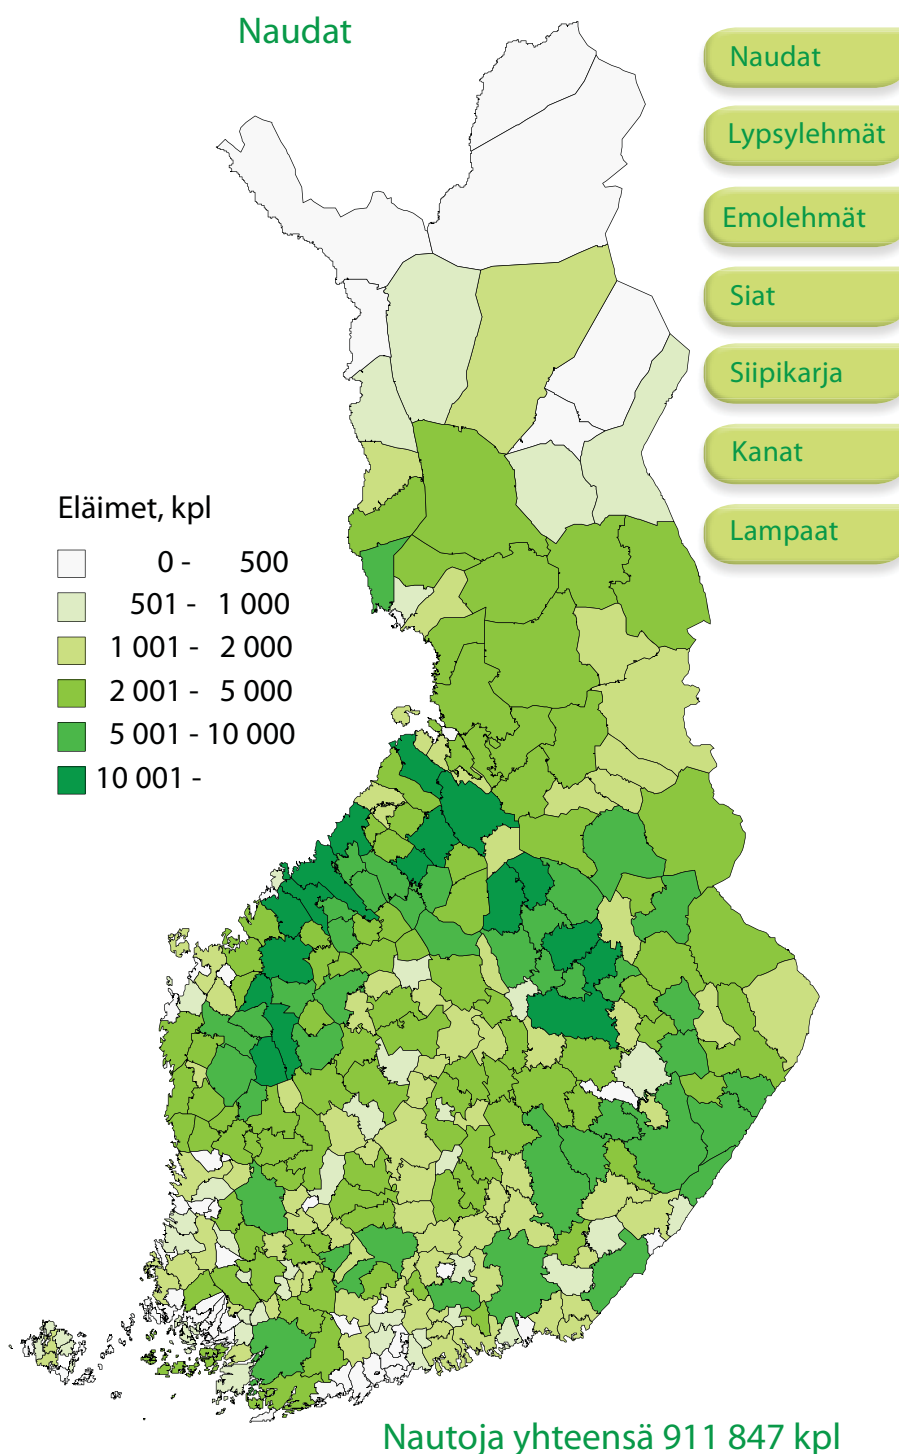 Naudat
Naudat
Lypsylehmät
Emolehmät
Siat
Siipikarja
Kanat
Lampaat
Eläimet, kpl
0 - 500
501 - 1 000
1 001 - 2 000
2 001 - 5 000
5 001 - 10 000
10 001 -
Nautoja yhteensä 911 847 kpl